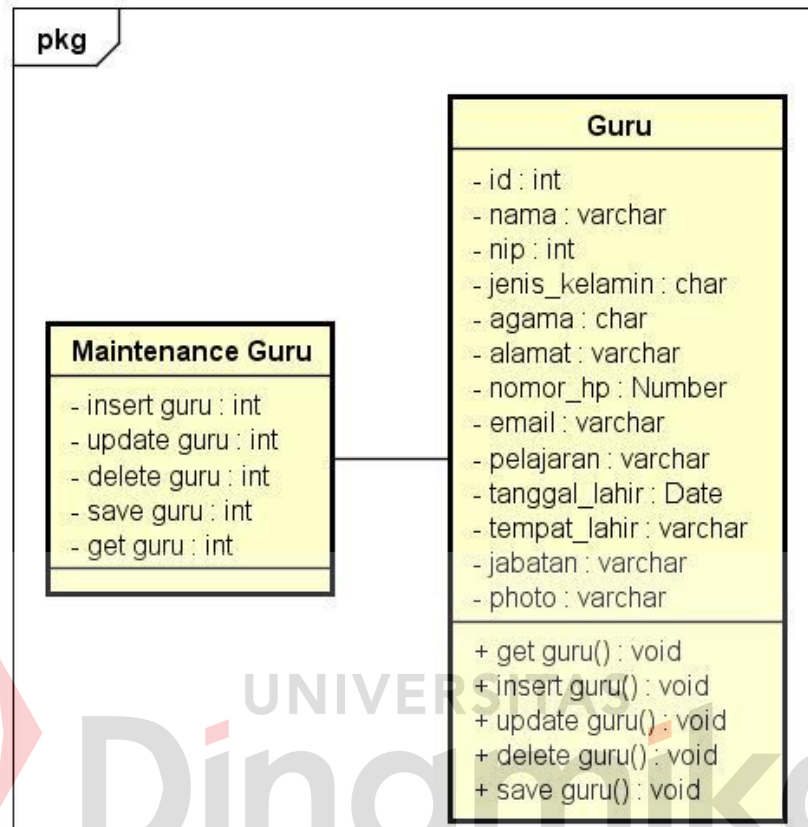 pkg
Guru
- id : int
- nama : varchar
- nip : int
- jenis_kelamin : char
- agama : char
- alamat : varchar
- nomor_hp : Number
- email : varchar
- pelajaran : varchar
- tanggal_lahir : Date
- tempat_lahir : varchar
- jabatan : varchar
- photo : varchar
+ get guru() : void
+ insert guru() : void
+ update guru() : void
+ delete guru() : void
+ save guru() : void
Maintenance Guru
- insert guru : int
- update guru : int
- delete guru : int
- save guru : int
- get guru : int
UNIVERSITAS
Dinamika